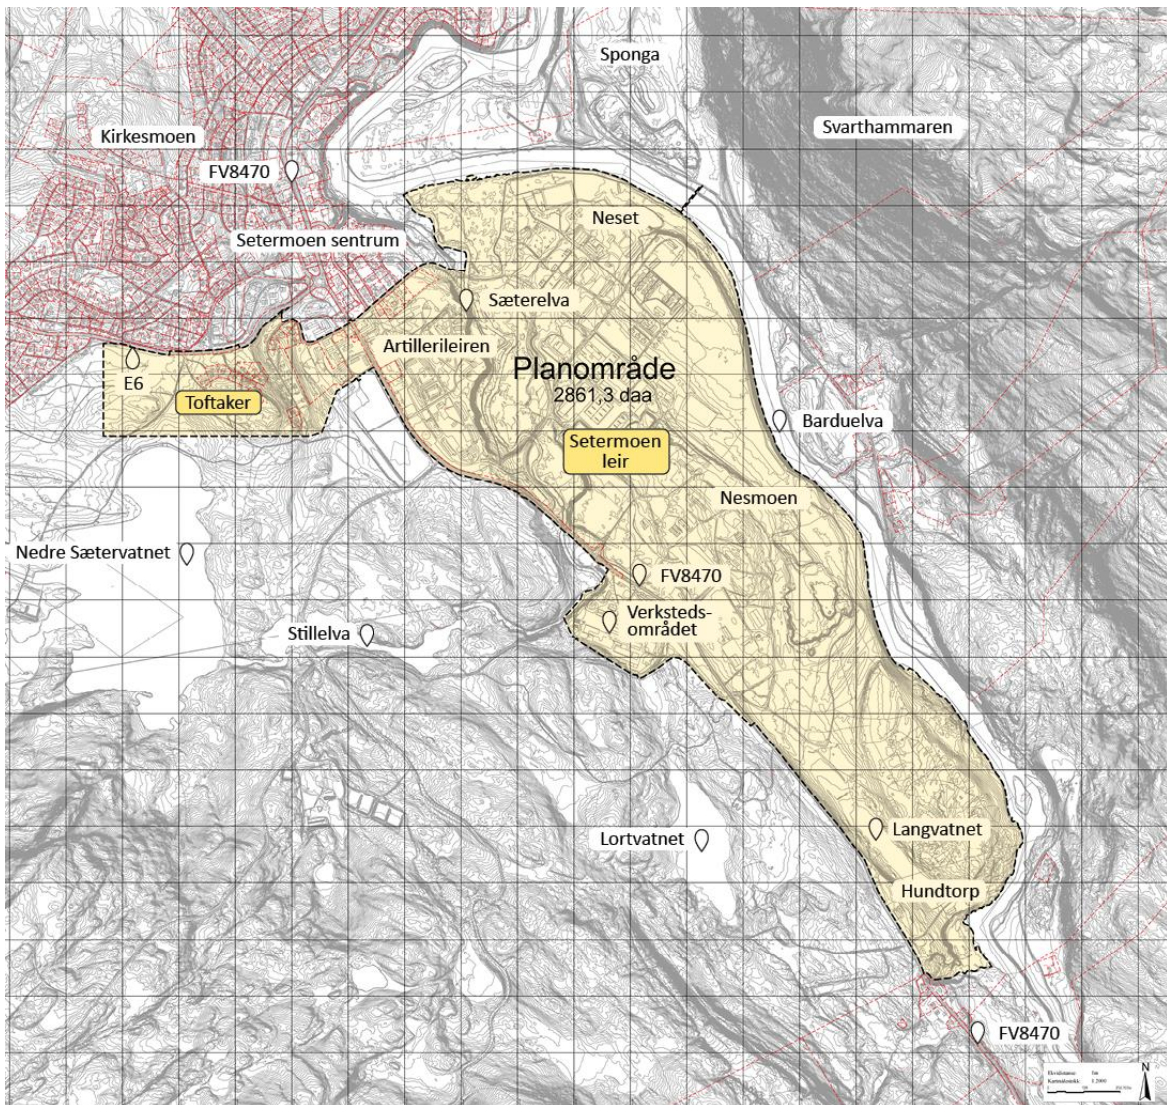 Sponga
Svarthammaren
Kirkesmoen
FV8470
Neset
Setermoen sentrum
Sæterelva
Artillerileiren
E6
Planområde
2861,3 daa
Toftaker
Barduelva
Setermoen
leir
Nesmoen
Nedre Sætervatnet
FV8470
Verksteds-
området
Stillelva
Langvatnet
Lortvatnet
Hundtorp
FV8470
N